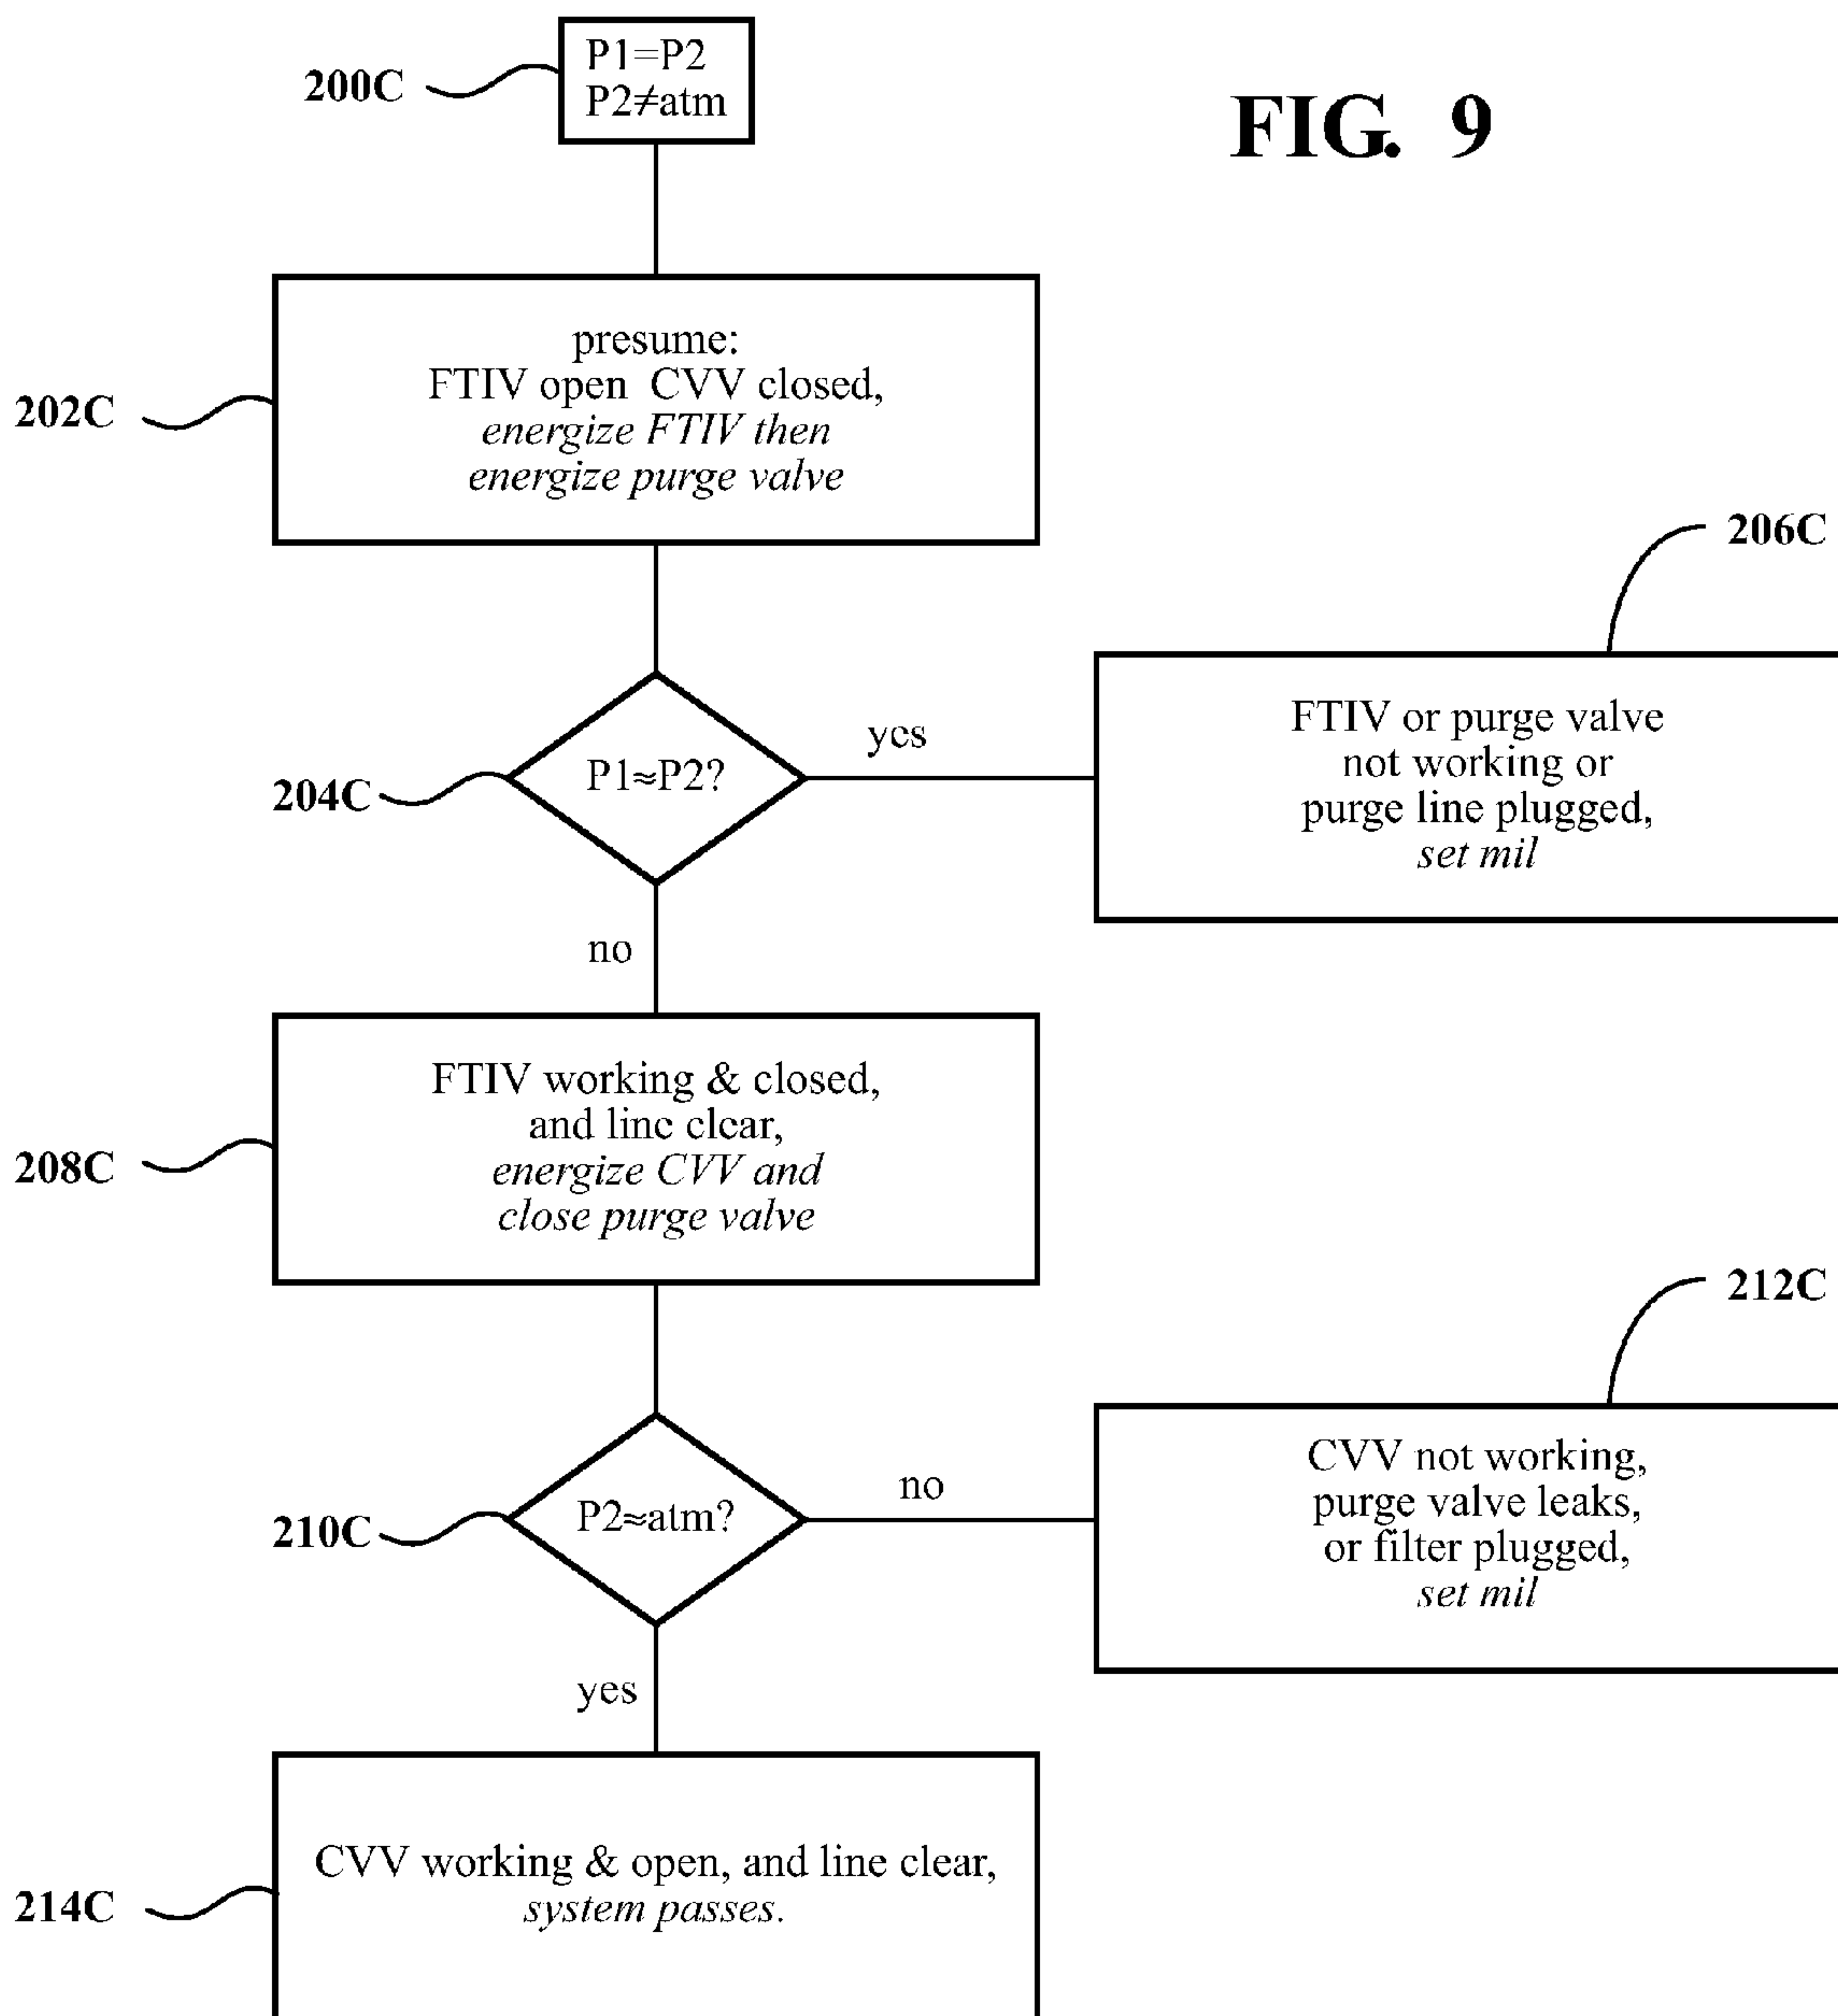 200C
P1=P2
P2≠atm
FIG. 9
202C
presume:
FTIV open CVV closed,
energize FTIV then
energize purge valve
204C
P1≈P2?
yes
206C
FTIV or purge valve
not working or
purge line plugged,
set mil
no
208C
FTIV working & closed,
and line clear,
energize CVV and
close purge valve
210C
P2≈atm?
no
212C
CVV not working,
purge valve leaks,
or filter plugged,
set mil
yes
214C
CVV working & open, and line clear,
system passes.